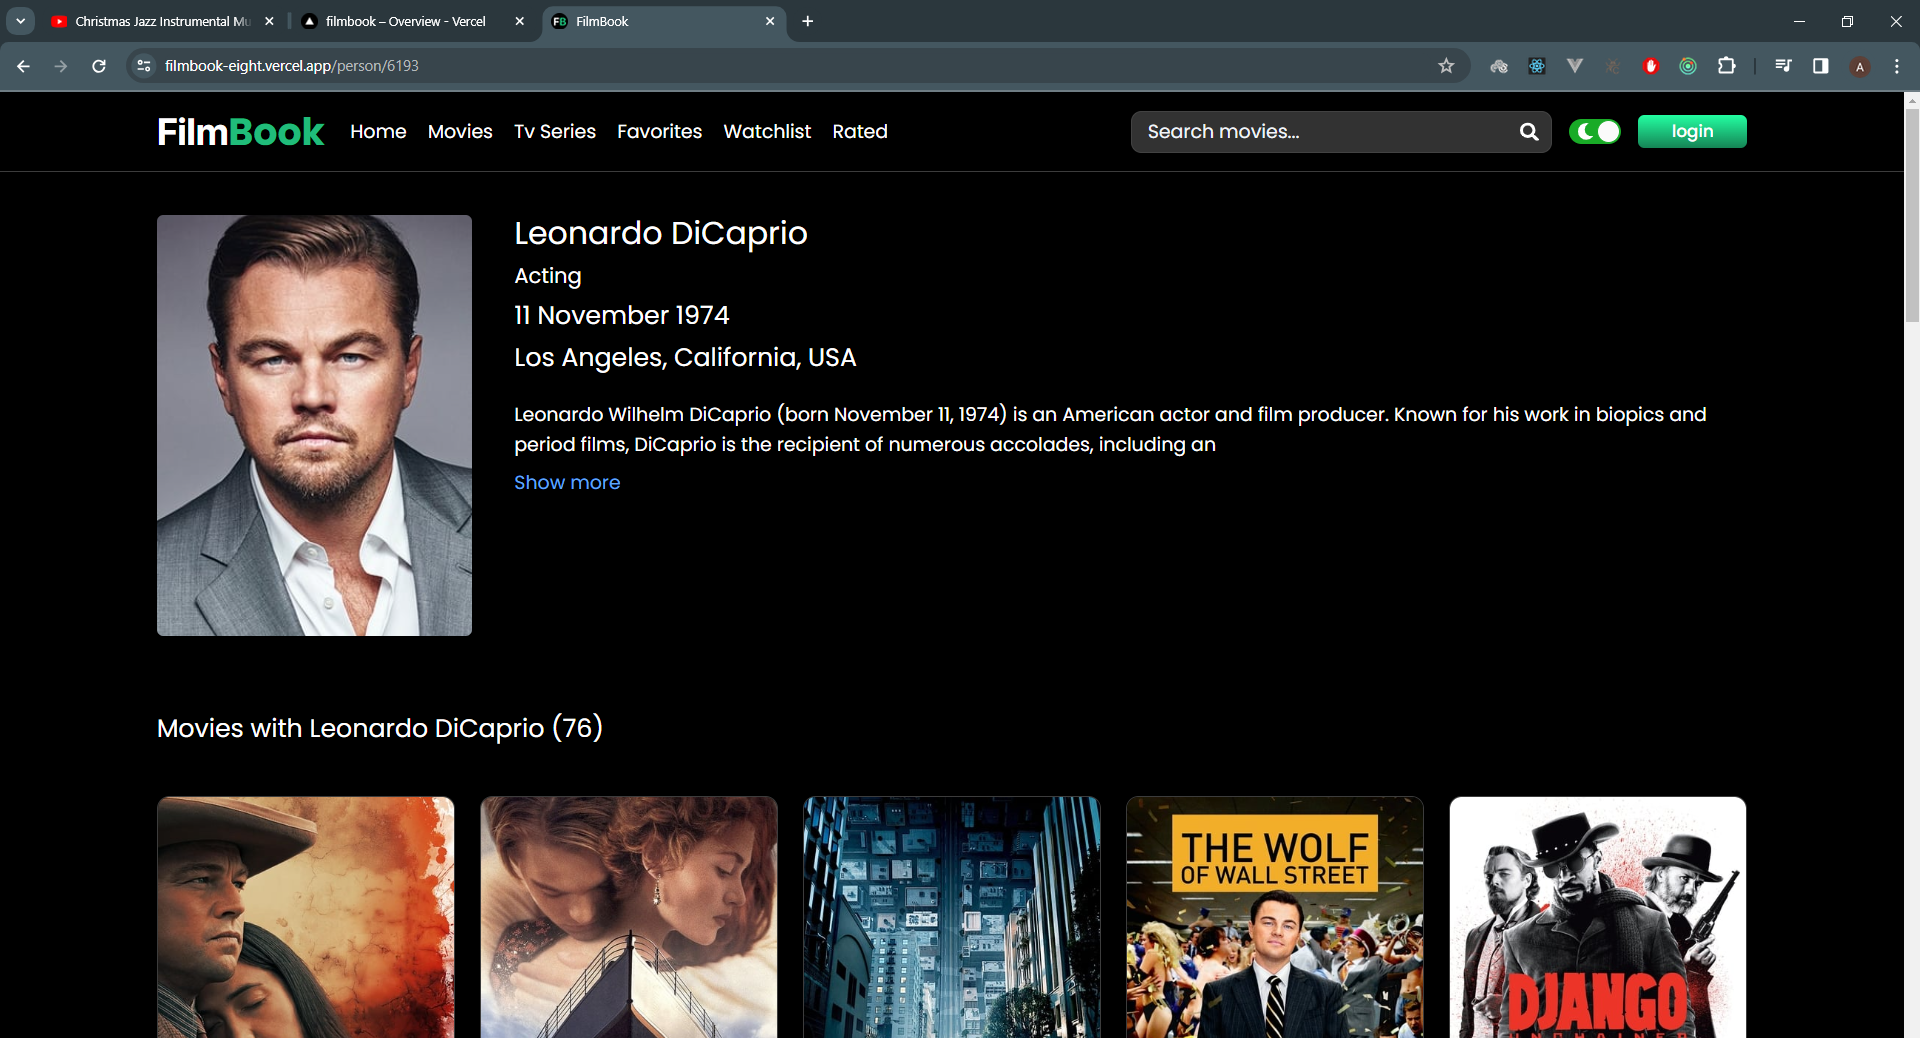 Christmas Jazz Instrumental Mu
filmbook – Overview - Vercel
FB
FilmBook
filmbook-eight.vercel.app/person/6193
A
FilmBook
Home
Movies
Tv Series
Favorites
Watchlist
Rated
Search movies...
login
Leonardo DiCaprio
Acting
11 November 1974
Los Angeles, California, USA
Leonardo Wilhelm DiCaprio (born November 11, 1974) is an American actor and film producer. Known for his work in biopics and
period films, DiCaprio is the recipient of numerous accolades, including an
Show more
Movies with Leonardo DiCaprio (76)
THE WOLF
OF WALL STREET
DJANGO
UNCHAINED